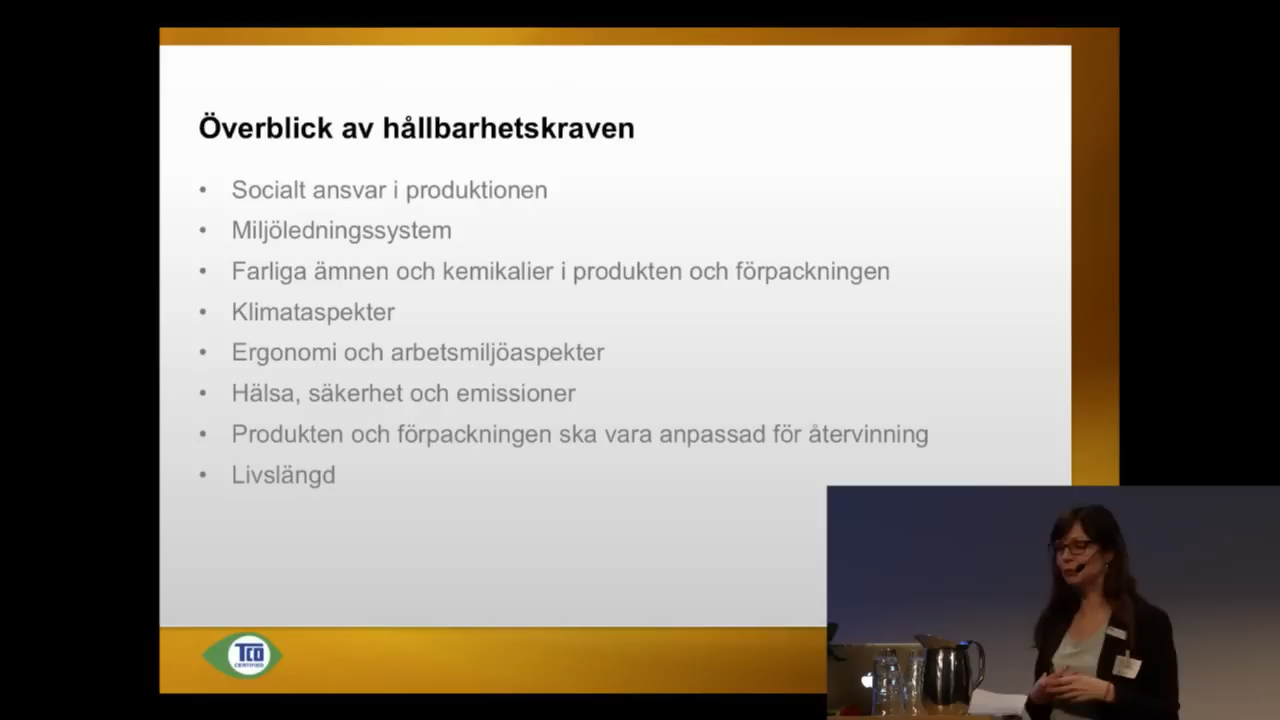 Överblick av hållbarhetskraven
• Socialt ansvar i produktionen
• Miljöledningssystem
• Farliga ämnen och kemikalier i produkten och förpackningen
• Klimataspekter
• Ergonomi och arbetsmiljöaspekter
• Hälsa, säkerhet och emissioner
• Produkten och förpackningen ska vara anpassad för återvinning
• Livslängd
TCO
CERTIFIED